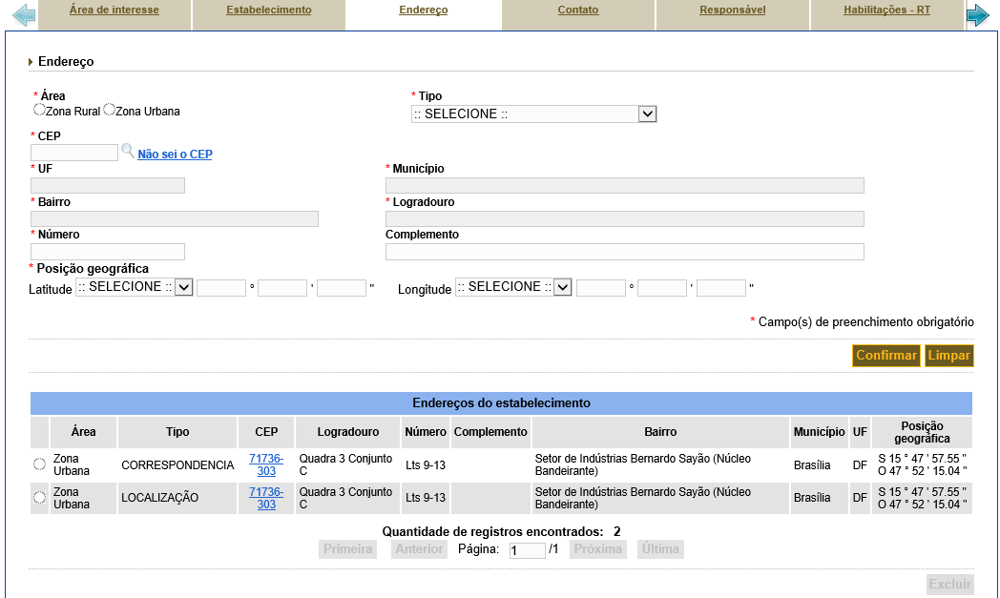 Área de interesse Estabelecimento Endereço Contato Responsável Habilitações - RT
Endereço
* Área * Tipo
Zona Rural Zona Urbana :: SELECIONE ::
* CEP
Não sei o CEP
* UF * Município
* Bairro * Logradouro
* Número Complemento
* Posição geográfica
Latitude :: SELECIONE :: ° ' " Longitude :: SELECIONE :: ° ' "
* Campo(s) de preenchimento obrigatório
Confirmar Limpar
Endereços do estabelecimento
Área Tipo CEP Logradouro Número Complemento Bairro Município UF Posição
geográfica
Zona 71736- Quadra 3 Conjunto Setor de Indústrias Bernardo Sayão (Núcleo S 15 ° 47 ' 57.55 "
CORRESPONDENCIA Lts 9-13 Brasília DF
Urbana 303 C Bandeirante) O 47 ° 52 ' 15.04 "
Zona 71736- Quadra 3 Conjunto Setor de Indústrias Bernardo Sayão (Núcleo S 15 ° 47 ' 57.55 "
LOCALIZAÇÃO Lts 9-13 Brasília DF
Urbana 303 C Bandeirante) O 47 ° 52 ' 15.04 "
Quantidade de registros encontrados: 2
Primeira Anterior Página: 1 /1 Próxima Última
Excluir